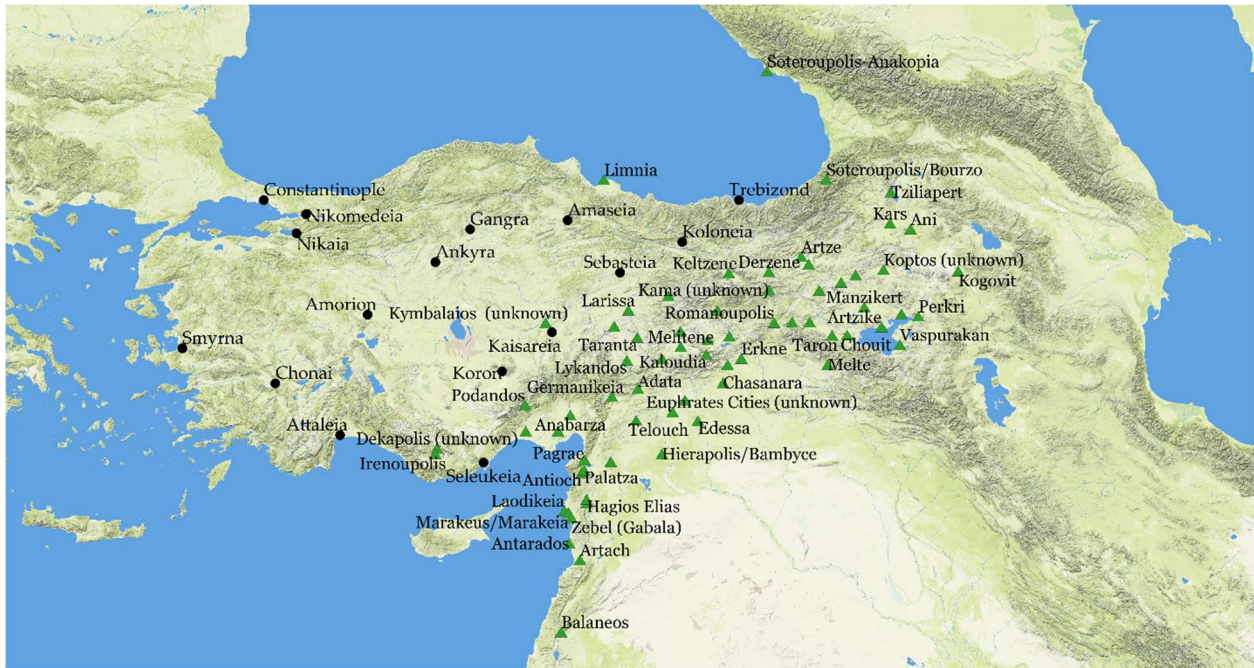 Soteroupolis-Anakopia
Limnia
Soteroupolis/Bourzo
Constantinople
Trebizond
Tziliapert
Nikomedeia
Amaseia
Gangra
Kars
Ani
Nikaia
Koloneia
Ankyra
Sebasteia
Keltzene
Derzene
Artze
Koptos (unknown)
Kogovit
Amorion
Kymbalaios (unknown)
Larissa
Kama (unknown)
Manzikert
Romanoupolis
Artzike
Perkri
Smyrna
Kaisareia
Taranta
Melitene
Taron
Chouit
Vaspurakan
Chonai
Koron
Lykandos
Kaloudia
Erkne
Melte
Podandos
Germanikeia
Adata
Chasanara
Euphrates Cities (unknown)
Attaleia
Dekapolis (unknown)
Anabarza
Telouch
Edessa
Irenoupolis
Seleukeia
Pagrae
Hierapolis/Bambyce
Antioch
Palatza
Laodikeia
Hagios Elias
Marakeus/Marakeia
Zebel (Gabala)
Antarados
Artach
Balaneos